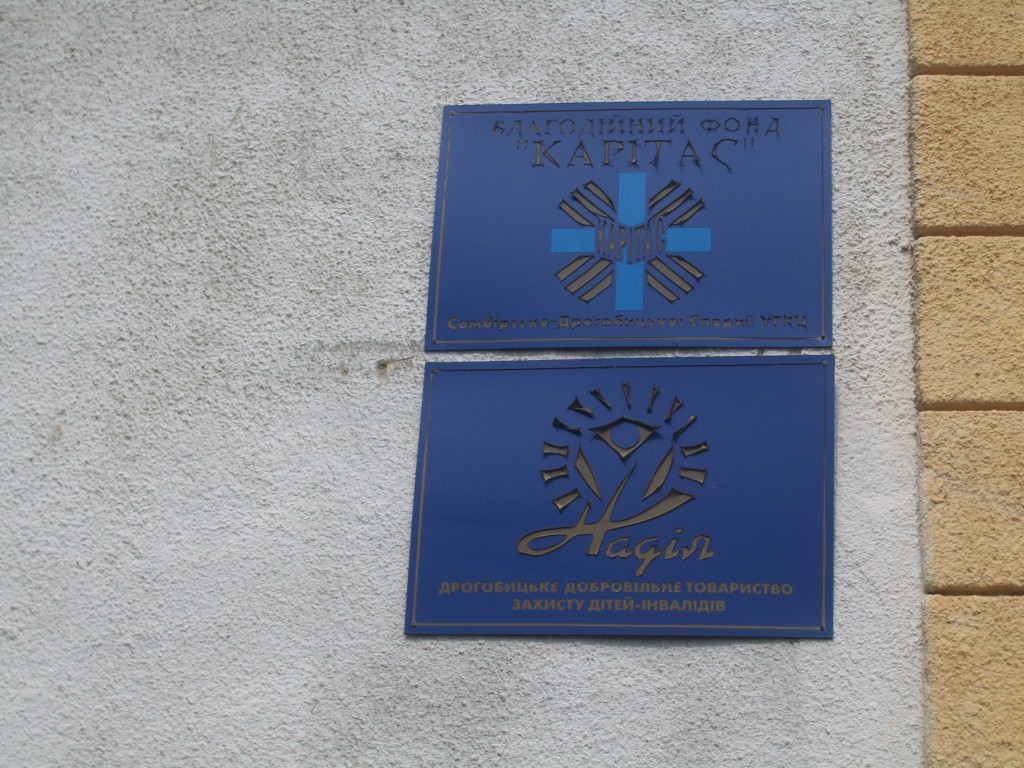 БЛАГОДІЙНИЙ ФОНД
"КАРІТАС"
КАРІТАС
Самбірсько-Дрогобицької Єпархії УГКЦ
Надія
ДРОГОБИЦЬКЕ ДОБРОВІЛЬНЕ ТОВАРИСТВО
ЗАХИСТУ ДІТЕЙ-ІНВАЛІДІВ